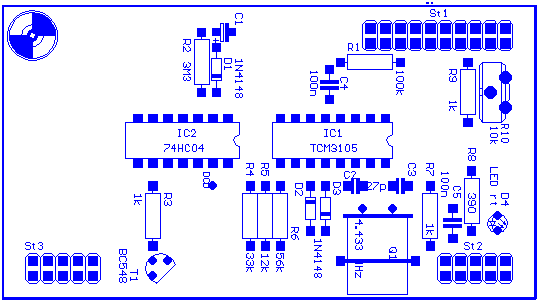 St1
C1
R2
3M3
+
D1
1N4148
R1
100k
C4
100n
R9
1k
R10
10k
IC2
74HC04
IC1
TCM3105
DCD
R3
1k
R4
R5
R6
33k
12k
56k
D2
D3
1N4148
C2
27p
C3
4.433 MHz
Q1
R7
1k
100n
C5
R8
390
LED rt
D4
St3
BC548
T1
St2